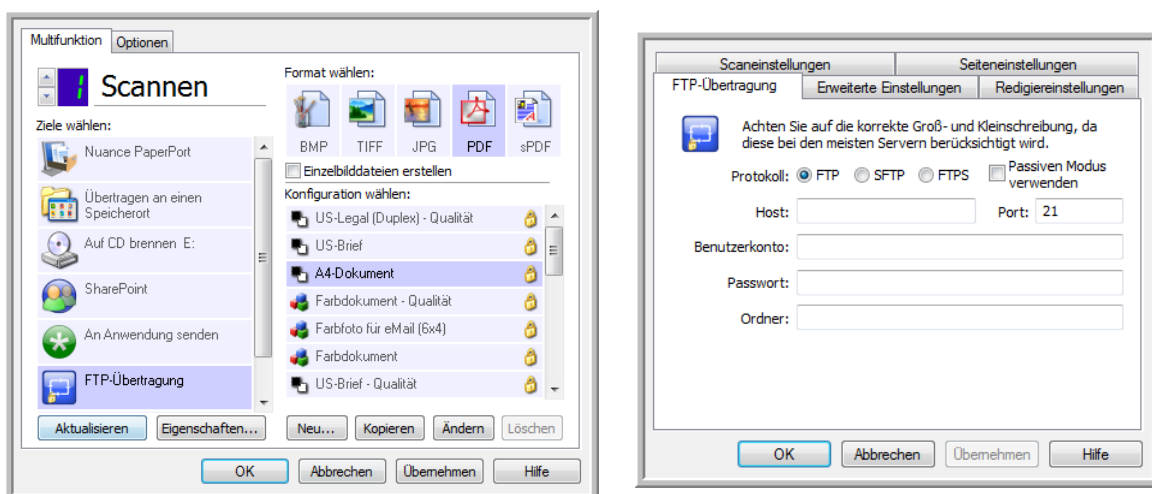 Multifunktion Optionen
1 Scannen
Ziele wählen:
Nuance PaperPort
Übertragen an einen
Speicherort
Auf CD brennen E:
SharePoint
An Anwendung senden
FTP-Übertragung
Aktualisieren Eigenschaften...
Format wählen:
BMP TIFF JPG PDF sPDF
Einzelbilddateien erstellen
Konfiguration wählen:
US-Legal (Duplex) - Qualität
US-Brief
A4-Dokument
Farbdokument - Qualität
Farbfoto für eMail (6x4)
Farbdokument
US-Brief - Qualität
Neu... Kopieren Ändern Löschen
OK Abbrechen Übernehmen Hilfe
Scaneinstellungen Seiteneinstellungen
FTP-Übertragung Erweiterte Einstellungen Redigiereinstellungen
Achten Sie auf die korrekte Groß- und Kleinschreibung, da
diese bei den meisten Servern berücksichtigt wird.
Protokoll: FTP SFTP FTPS Passiven Modus
verwenden
Host: Port: 21
Benutzerkonto:
Passwort:
Ordner:
OK Abbrechen Übernehmen Hilfe